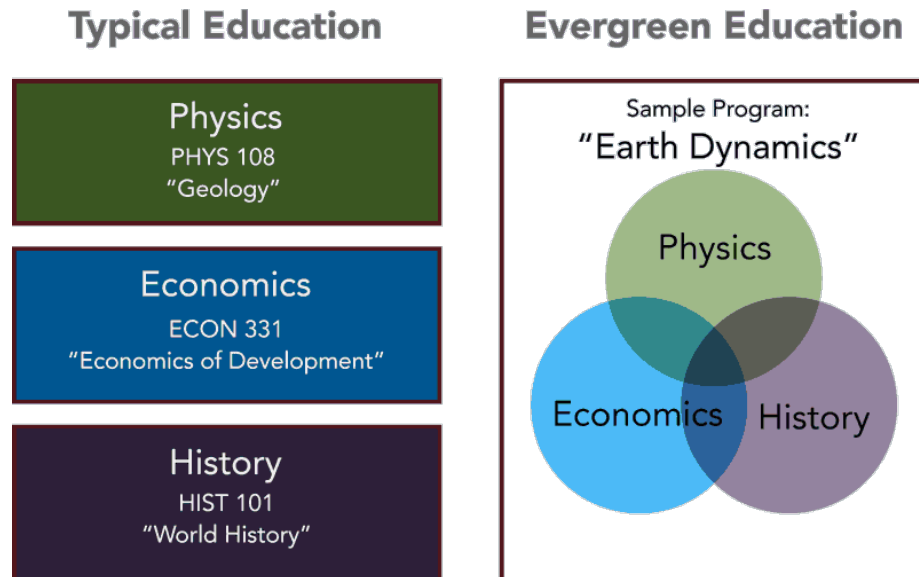 Typical Education
Physics
PHYS 108
“Geology”
Economics
ECON 331
“Economics of Development”
History
HIST 101
“World History”
Evergreen Education
Sample Program:
“Earth Dynamics”
Physics
Economics
History